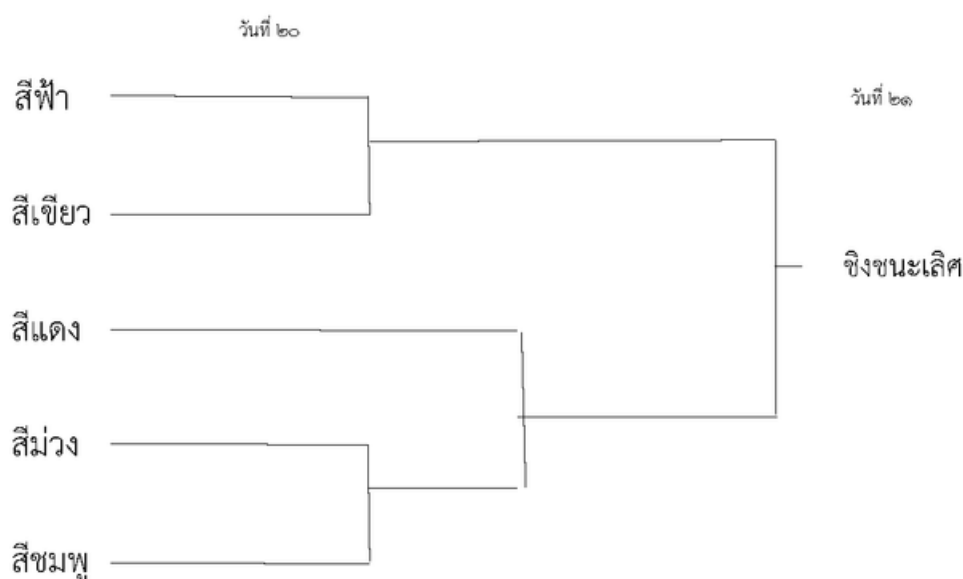 วันที่ ๒๐
สีฟ้า
วันที่ ๒๑
สีเขียว
ชิงชนะเลิศ
สีแดง
สีม่วง
สีชมพู